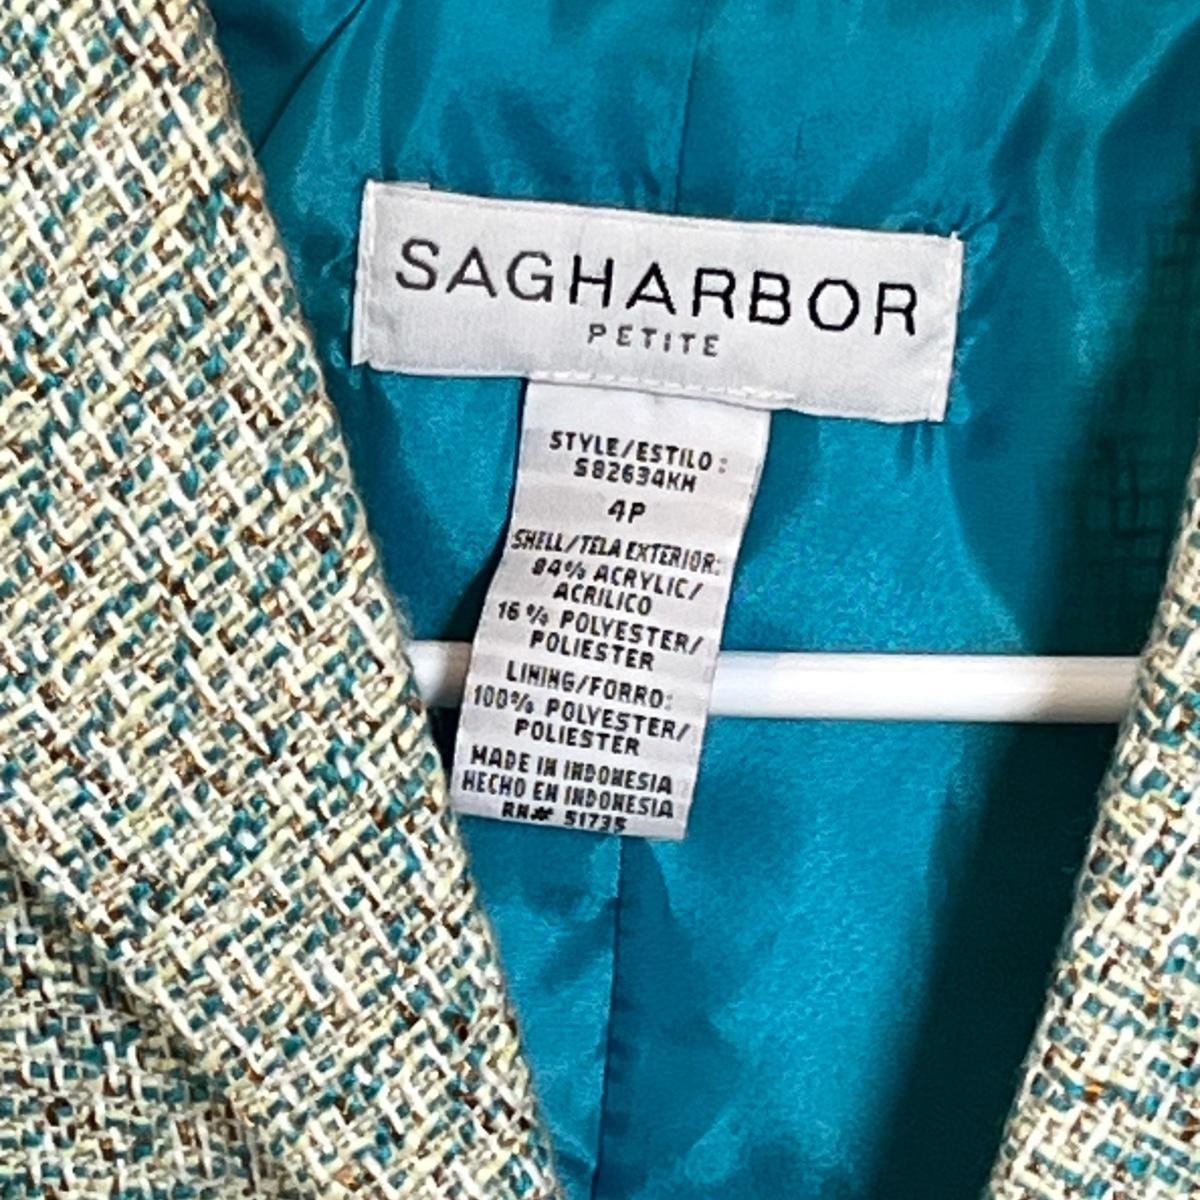 SAGHARBOR
PETITE
STYLE/ESTILO:
S82634KH
4P
SHELL/TELA EXTERIOR:
84% ACRYLIC/
ACRILICO
16% POLYESTER/
POLIESTER
LINING/FORRO:
100% POLYESTER/
POLIESTER
MADE IN INDONESIA
HECHO EN INDONESIA
RN# 51735